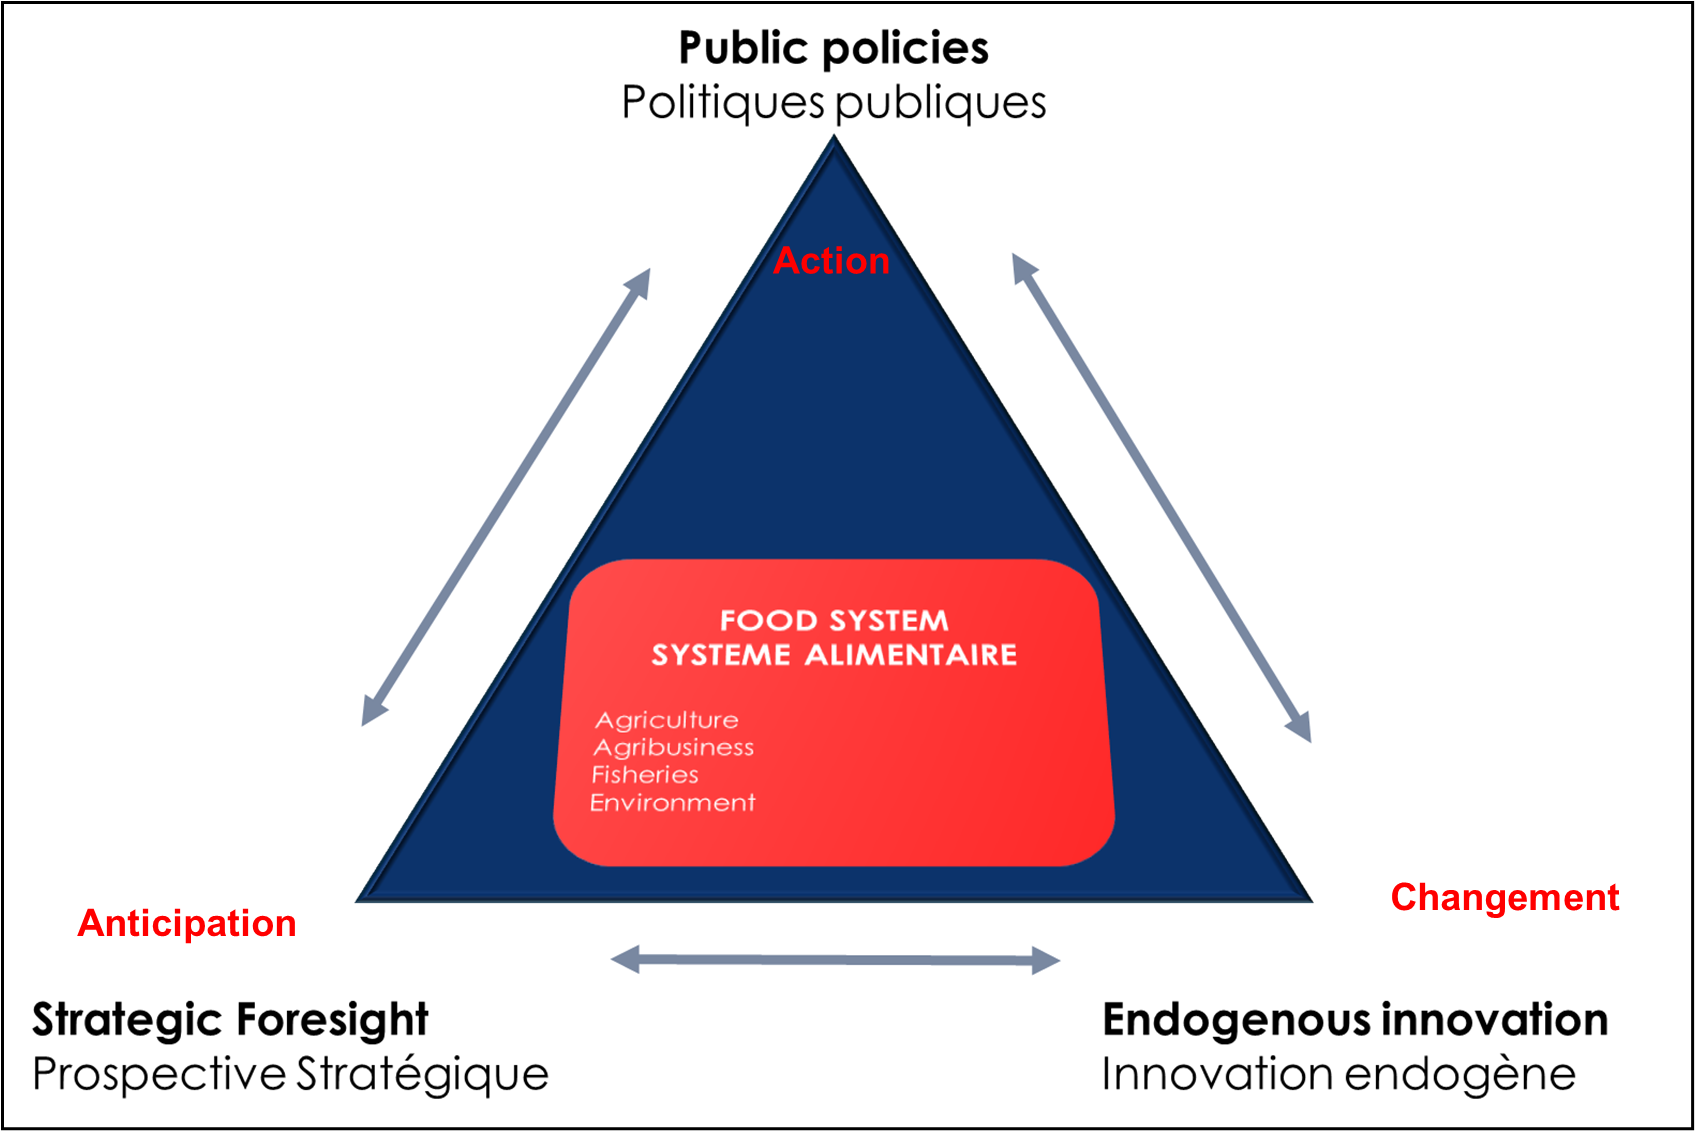 Public policies
Politiques publiques
Action
FOOD SYSTEM
SYSTEME ALIMENTAIRE
Agriculture
Agribusiness
Fisheries
Environment
Anticipation
Changement
Strategic Foresight
Prospective Stratégique
Endogenous innovation
Innovation endogène